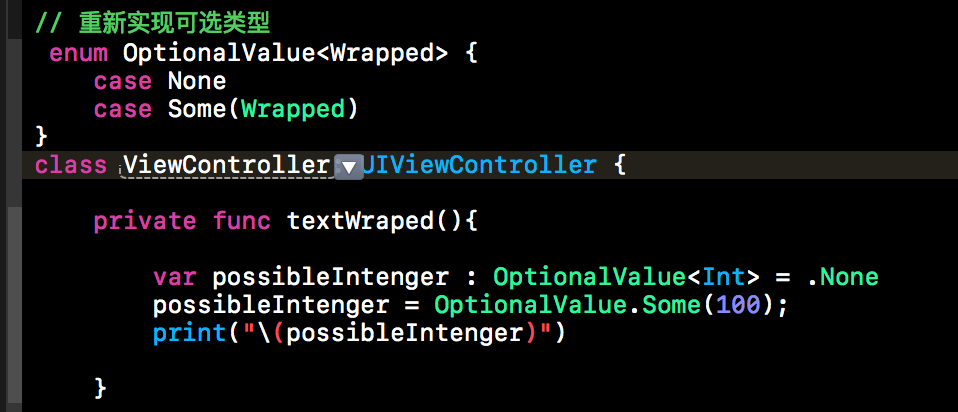 // 重新实现可选类型
enum OptionalValue<Wrapped> {
case None
case Some(Wrapped)
}
class ViewController UIViewController {
private func textWraped(){
var possibleIntenger : OptionalValue<Int> = .None
possibleIntenger = OptionalValue.Some(100);
print("\(possibleIntenger)")
}